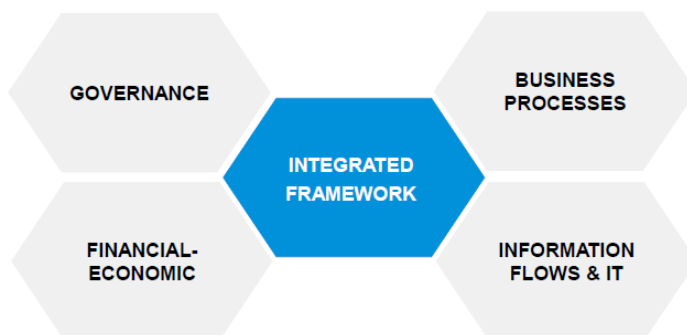 GOVERNANCE
BUSINESS
PROCESSES
INTEGRATED
FRAMEWORK
FINANCIAL-
ECONOMIC
INFORMATION
FLOWS & IT